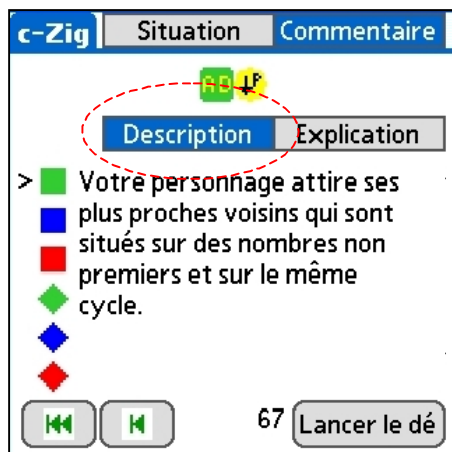 c-Zig Situation Commentaire
AD P
Description Explication
> Votre personnage attire ses
plus proches voisins qui sont
situés sur des nombres non
premiers et sur le même
cycle.
67 Lancer le dé